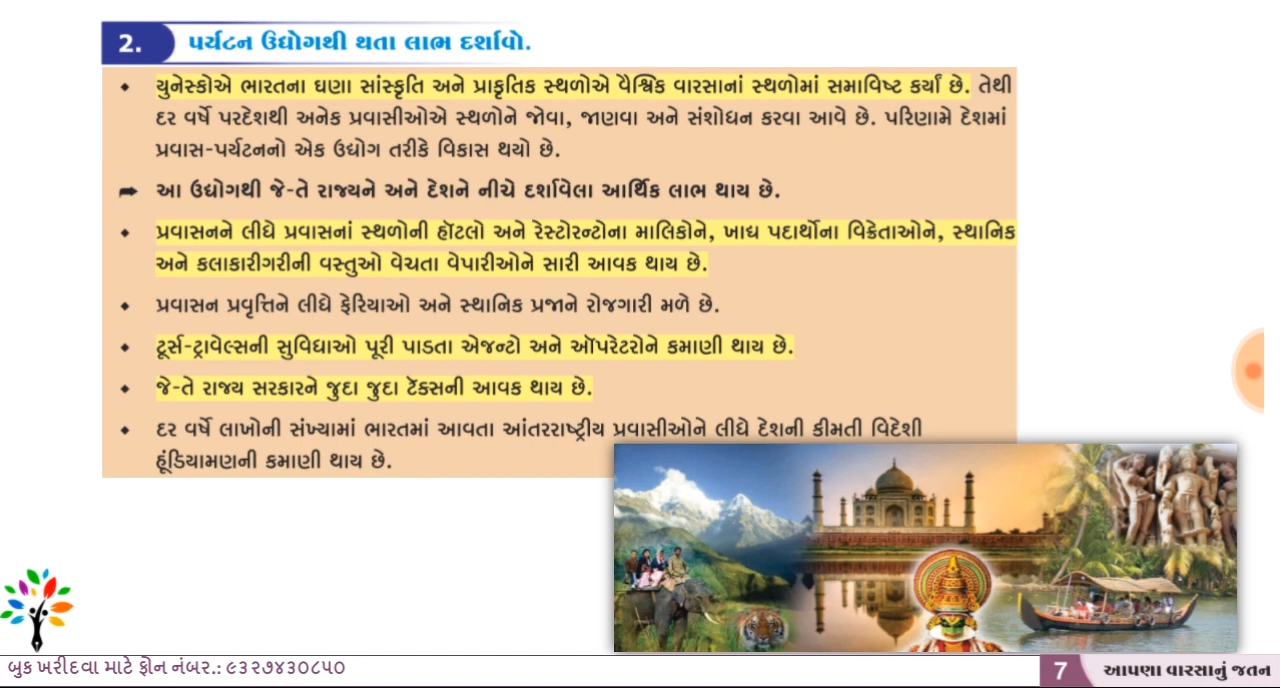 2. પર્યટન ઉદ્યોગથી થતા લાભ દર્શાવો.
◆ યુનેસ્કોએ ભારતના ઘણા સાંસ્કૃતિ અને પ્રાકૃતિક સ્થળોએ વૈશ્વિક વારસાનાં સ્થળોમાં સમાવિષ્ટ કર્યાં છે. તેથી
દર વર્ષે પરદેશથી અનેક પ્રવાસીઓએ સ્થળોને જોવા, જાણવા અને સંશોધન કરવા આવે છે. પરિણામે દેશમાં
પ્રવાસ-પર્યટનનો એક ઉદ્યોગ તરીકે વિકાસ થયો છે.
➡ આ ઉદ્યોગથી જે-તે રાજ્યને અને દેશને નીચે દર્શાવેલા આર્થિક લાભ થાય છે.
◆ પ્રવાસનને લીધે પ્રવાસનાં સ્થળોની હૉટલો અને રેસ્ટોરન્ટોના માલિકોને, ખાદ્ય પદાર્થોના વિક્રેતાઓને, સ્થાનિક
અને કલાકારીગરીની વસ્તુઓ વેચતા વેપારીઓને સારી આવક થાય છે.
◆ પ્રવાસન પ્રવૃત્તિને લીધે ફેરિયાઓ અને સ્થાનિક પ્રજાને રોજગારી મળે છે.
◆ ટૂર્સ-ટ્રાવેલ્સની સુવિધાઓ પૂરી પાડતા એજન્ટો અને ઑપરેટરોને કમાણી થાય છે.
◆ જે-તે રાજ્ય સરકારને જુદા જુદા ટૅક્સની આવક થાય છે.
◆ દર વર્ષે લાખોની સંખ્યામાં ભારતમાં આવતા આંતરરાષ્ટ્રીય પ્રવાસીઓને લીધે દેશની કીમતી વિદેશી
હૂંડિયામણની કમાણી થાય છે.
બુક ખરીદવા માટે ફોન નંબર.: ૯૩૨૭૪૩૦૮૫૦
7 આપણા વારસાનું જતન